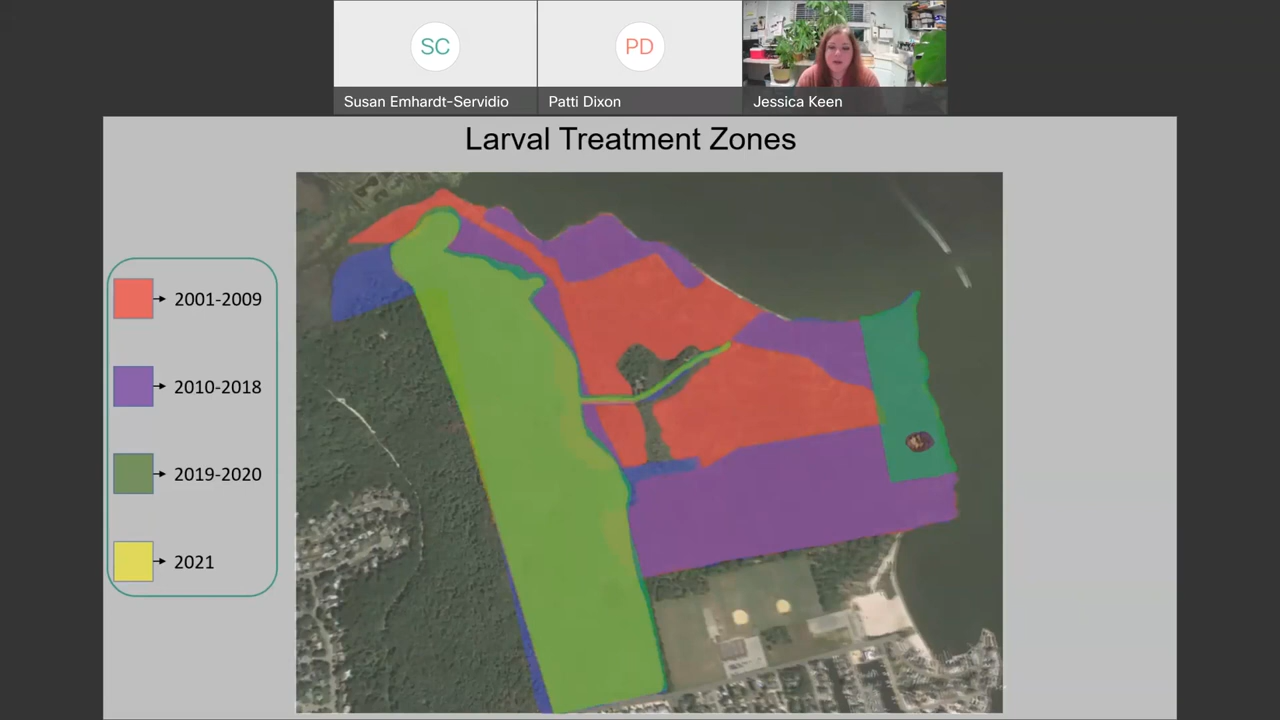 SC
PD
Susan Emhardt-Servidio
Patti Dixon
Jessica Keen
Larval Treatment Zones
2001-2009
2010-2018
2019-2020
2021